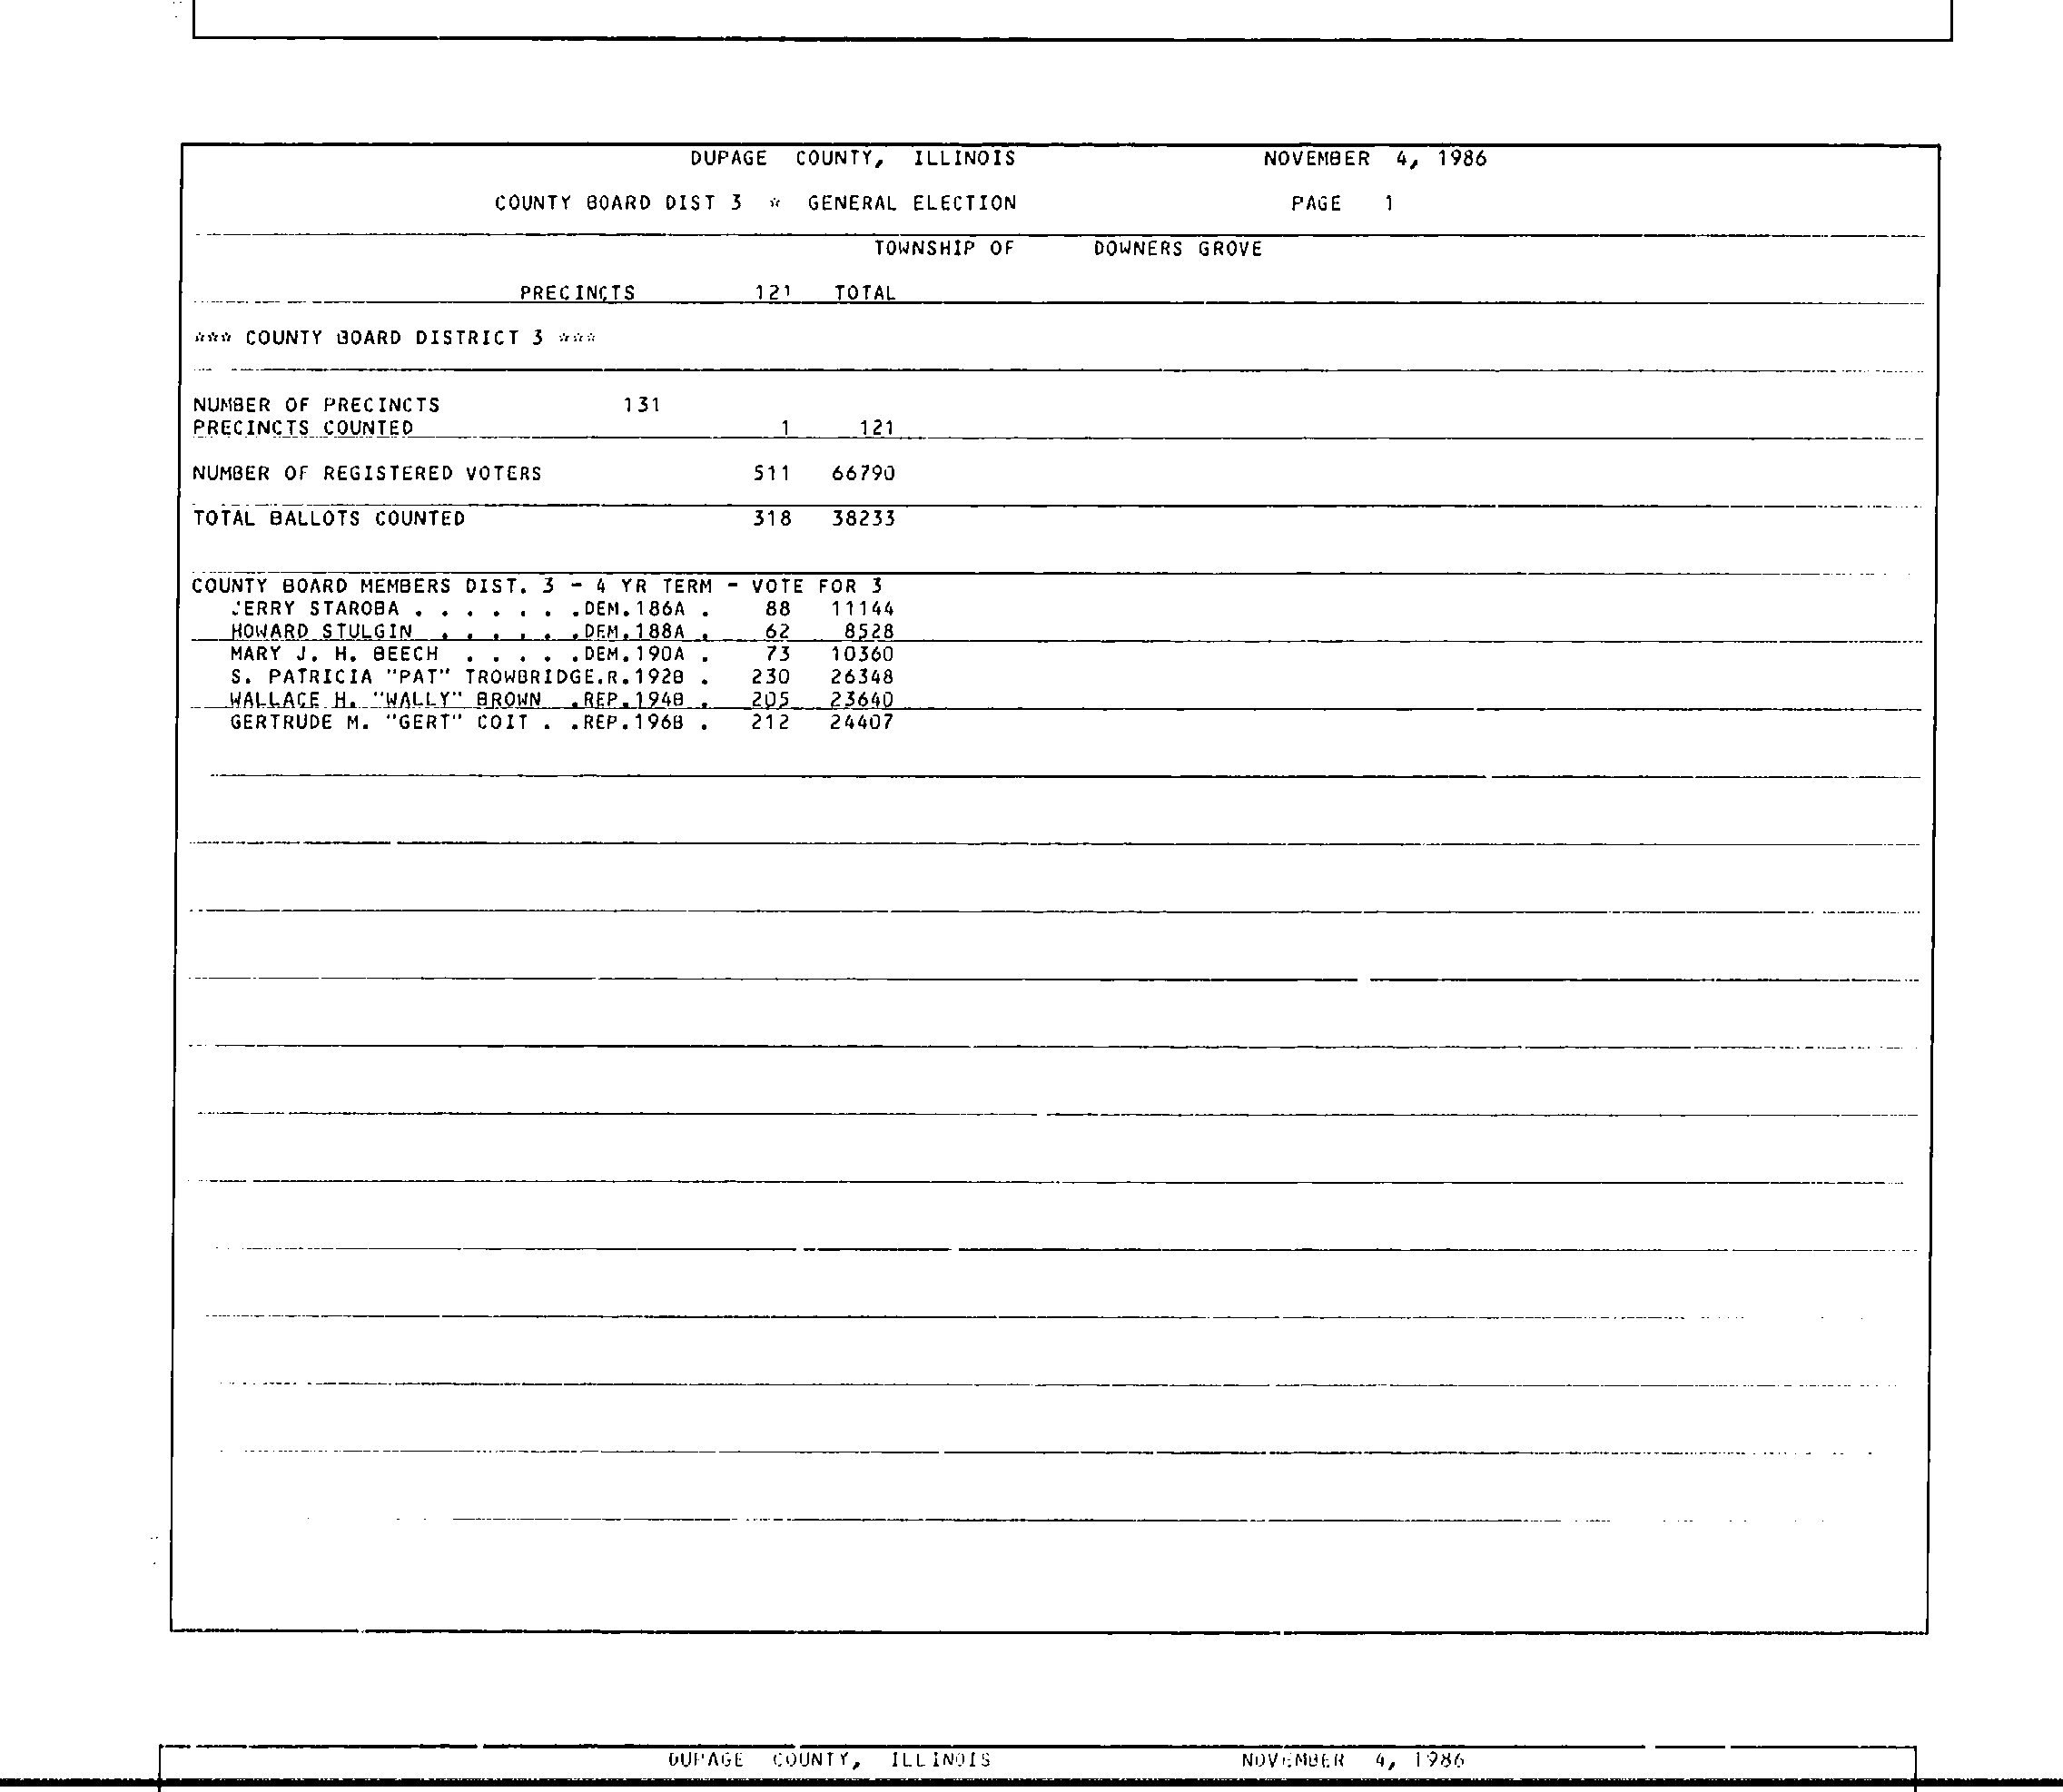 DUPAGE COUNTY, ILLINOIS NOVEMBER 4, 1986
COUNTY BOARD DIST 3 * GENERAL ELECTION PAGE 1
TOWNSHIP OF DOWNERS GROVE
PRECINCTS 121 TOTAL
*** COUNTY BOARD DISTRICT 3 ***
NUMBER OF PRECINCTS 131
PRECINCTS COUNTED 1 121
NUMBER OF REGISTERED VOTERS 511 66790
TOTAL BALLOTS COUNTED 318 38233
COUNTY BOARD MEMBERS DIST. 3 - 4 YR TERM - VOTE FOR 3
JERRY STAROBA . . . . . . .DEM.186A . 88 11144
HOWARD STULGIN . . . . . .DEM.188A . 62 8528
MARY J. H. BEECH . . . . .DEM.190A . 73 10360
S. PATRICIA "PAT" TROWBRIDGE.R.192B . 230 26348
WALLACE H. "WALLY" BROWN .REP.194B . 205 23640
GERTRUDE M. "GERT" COIT . .REP.196B . 212 24407
DUPAGE COUNTY, ILLINOIS NOVEMBER 4, 1986